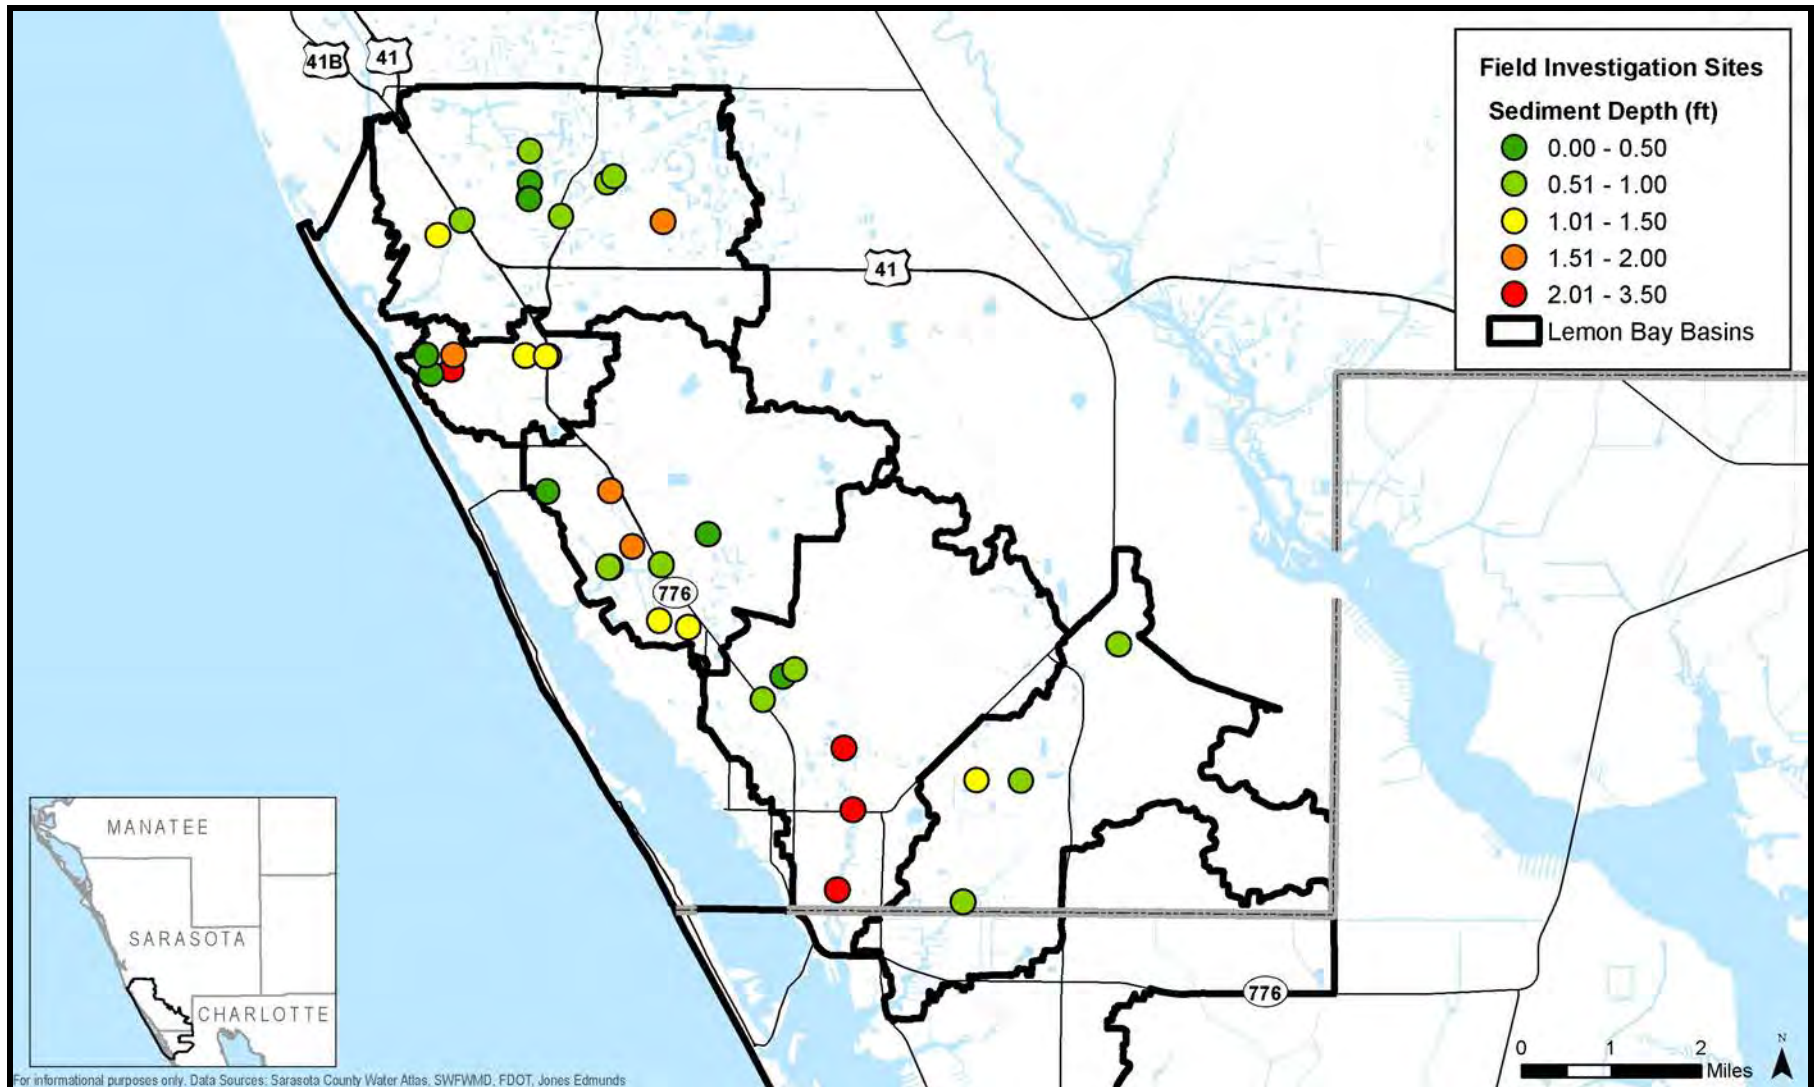 41B
41
Field Investigation Sites
Sediment Depth (ft)
0.00 - 0.50
0.51 - 1.00
1.01 - 1.50
1.51 - 2.00
2.01 - 3.50
Lemon Bay Basins
41
776
776
MANATEE
SARASOTA
CHARLOTTE
0 1 2
Miles
N
For informational purposes only. Data Sources: Sarasota County Water Atlas, SWFWMD, FDOT, Jones Edmunds